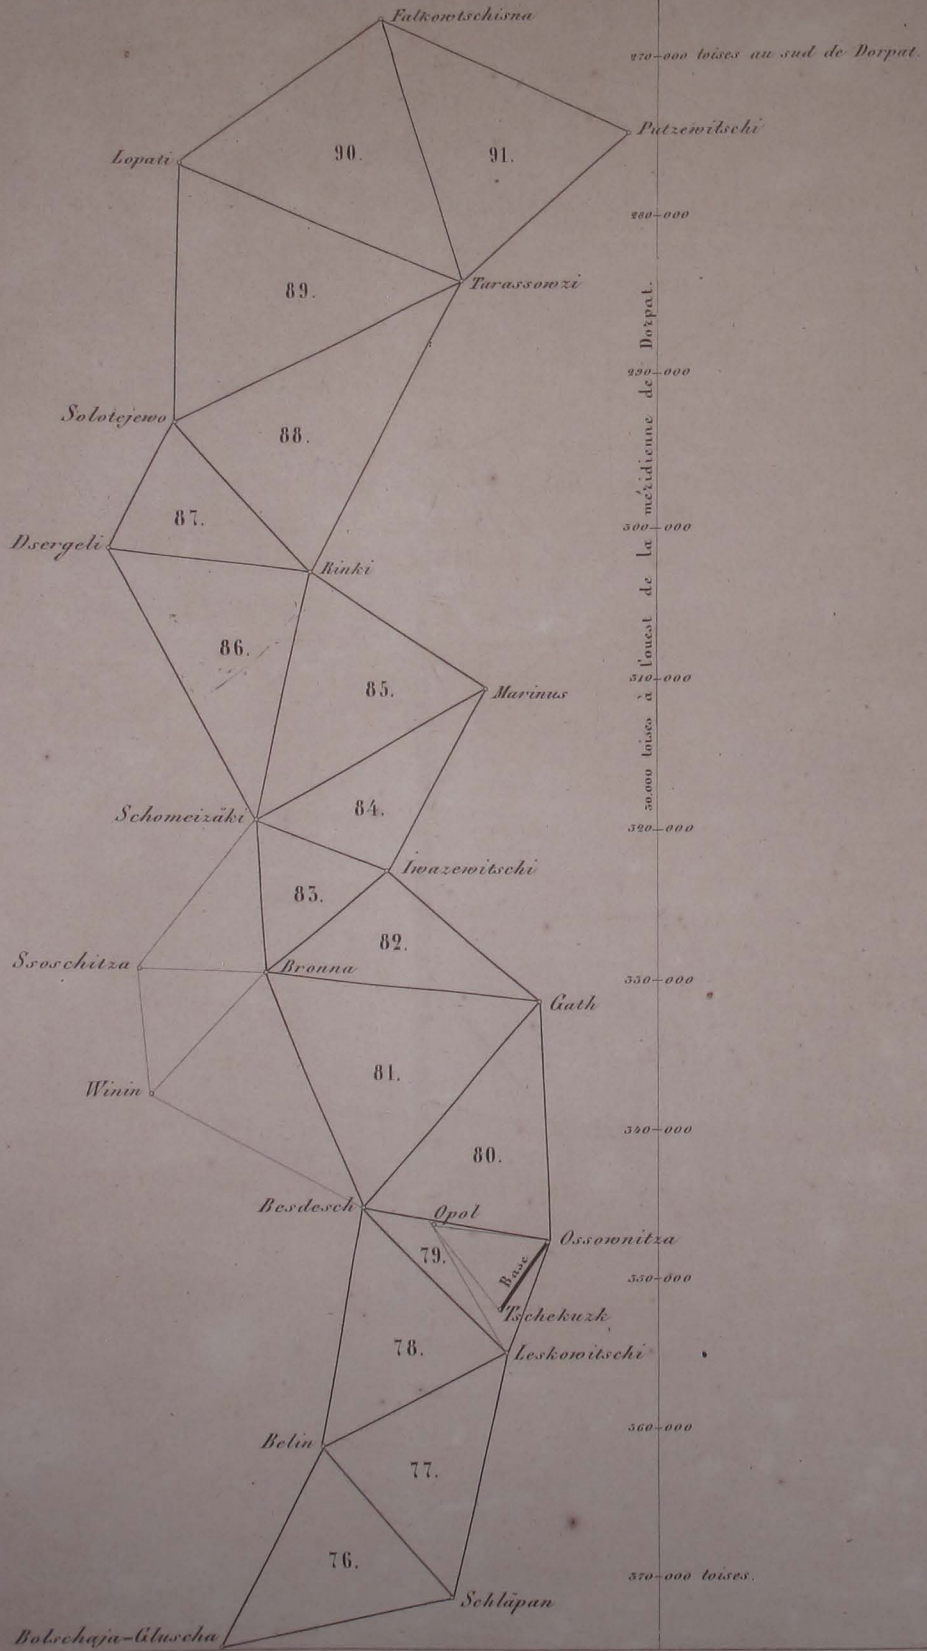 Falkowtschisna
270-000 toises au sud de Dorpat.
Putzewitschi
Lopati
90.
91.
280-000
Tarassowzi
89.
290-000
Solotejewo
88.
87.
300-000
Dsergeli
Rinki
86.
30,000 toises à l'ouest de la méridienne de Dorpat.
310-000
85.
Marinus
Schomeizäki
84.
320-000
Iwazewitschi
83.
82.
Ssoschitza
Bronna
330-000
Gath
81.
Winin
340-000
80.
Besdesch
Opol
Ossownitza
79.
Base
350-000
Tschekuzk
78.
Leskowitschi
360-000
Belin
77.
76.
370-000 toises.
Schläpan
Bolschaja-Gluscha